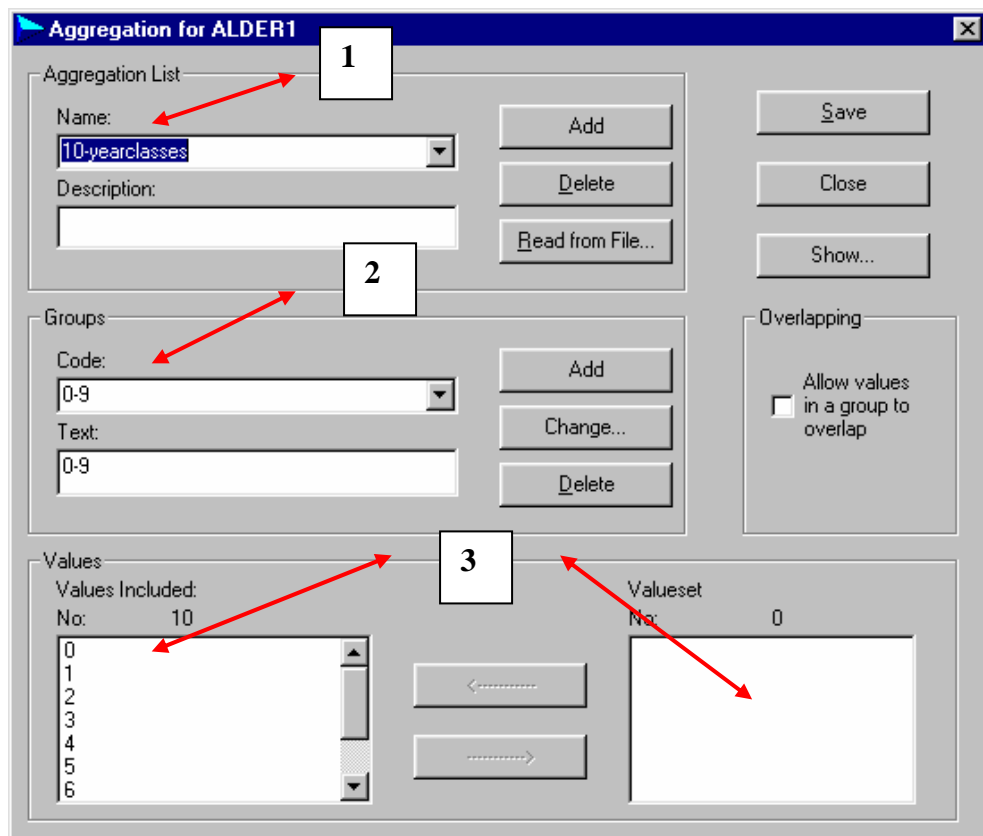 Aggregation for ALDER1
1
Aggregation List
Name:
10-yearclasses
Description:
Add
Delete
Read from File...
Save
Close
Show...
2
Groups
Code:
0-9
Text:
0-9
Add
Change...
Delete
Overlapping
Allow values
in a group to
overlap
3
Values
Values Included:
No: 10
0
1
2
3
4
5
6
<-----------
----------->
Valueset
No: 0